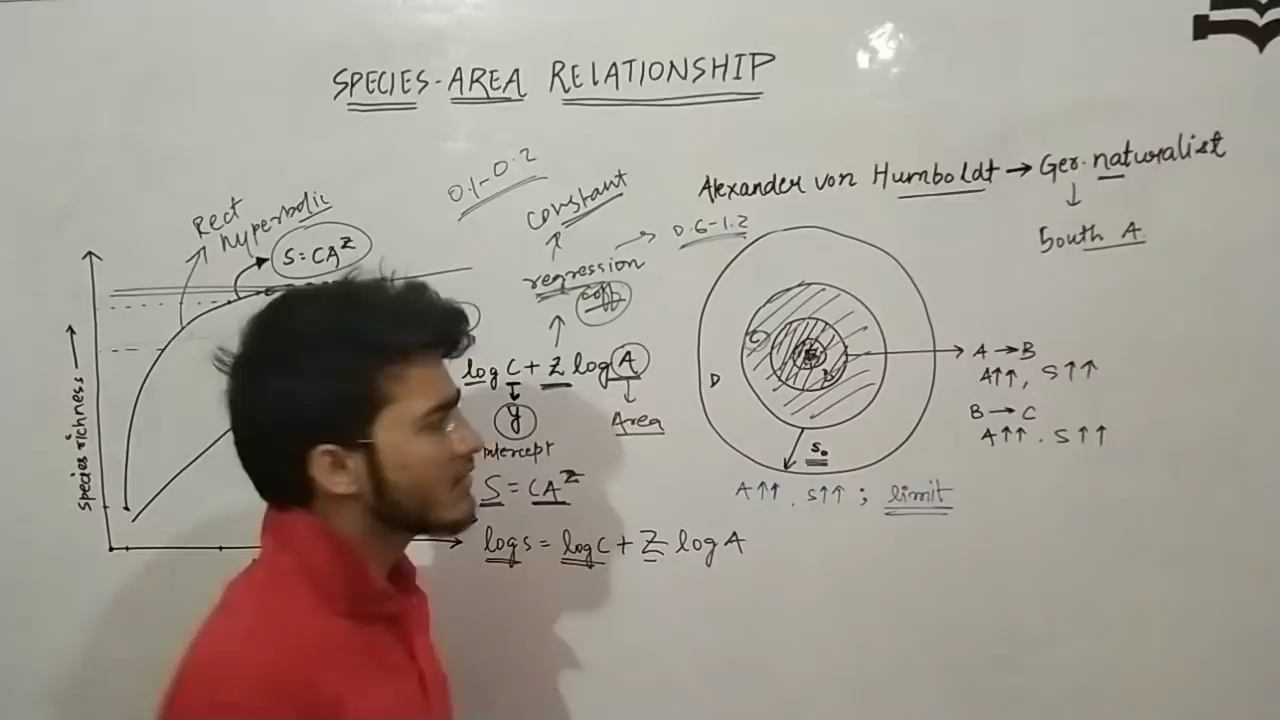 SPECIES-AREA RELATIONSHIP
0.1-0.2
Rect
hyperbolic
S=CA^Z
constant
regression
coff
0.6-1.2
log C + Z log A
y
intercept
Area
S = CA^Z
log s = log C + Z log A
Species richness
Alexander von Humboldt → Ger. naturalist
↓
South A.
C
D
A → B
A↑↑, S↑↑
B → C
A↑↑. S↑↑
S₀
A↑↑. S↑↑ ; limit